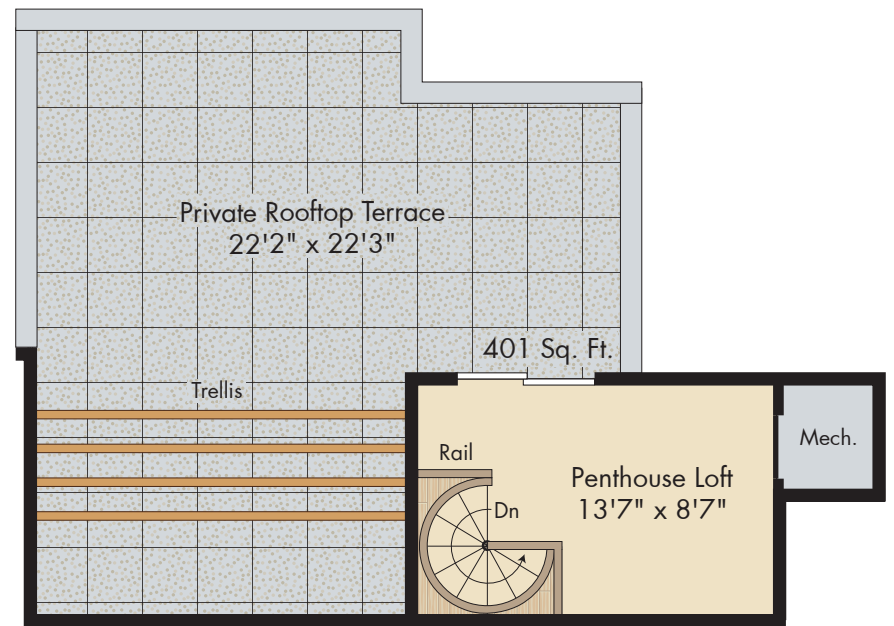 Private Rooftop Terrace
22'2" x 22'3"
401 Sq. Ft.
Trellis
Rail
Dn
Penthouse Loft
13'7" x 8'7"
Mech.